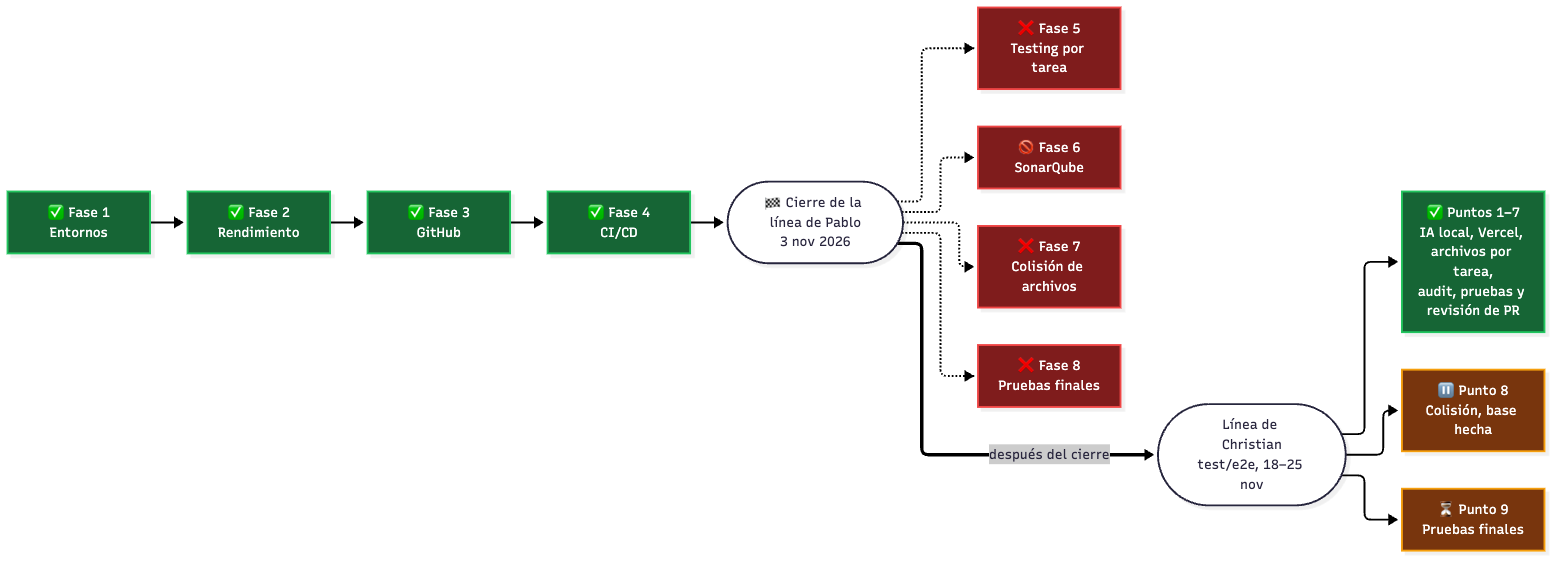 ✅ Fase 1
Entornos
✅ Fase 2
Rendimiento
✅ Fase 3
GitHub
✅ Fase 4
CI/CD
🏁 Cierre de la
línea de Pablo
3 nov 2026
❌ Fase 5
Testing por
tarea
🚫 Fase 6
SonarQube
❌ Fase 7
Colisión de
archivos
❌ Fase 8
Pruebas finales
después del cierre
Línea de
Christian
test/e2e, 18–25
nov
✅ Puntos 1–7
IA local, Vercel,
archivos por
tarea,
audit, pruebas y
revisión de PR
⏸️ Punto 8
Colisión, base
hecha
⏳ Punto 9
Pruebas finales